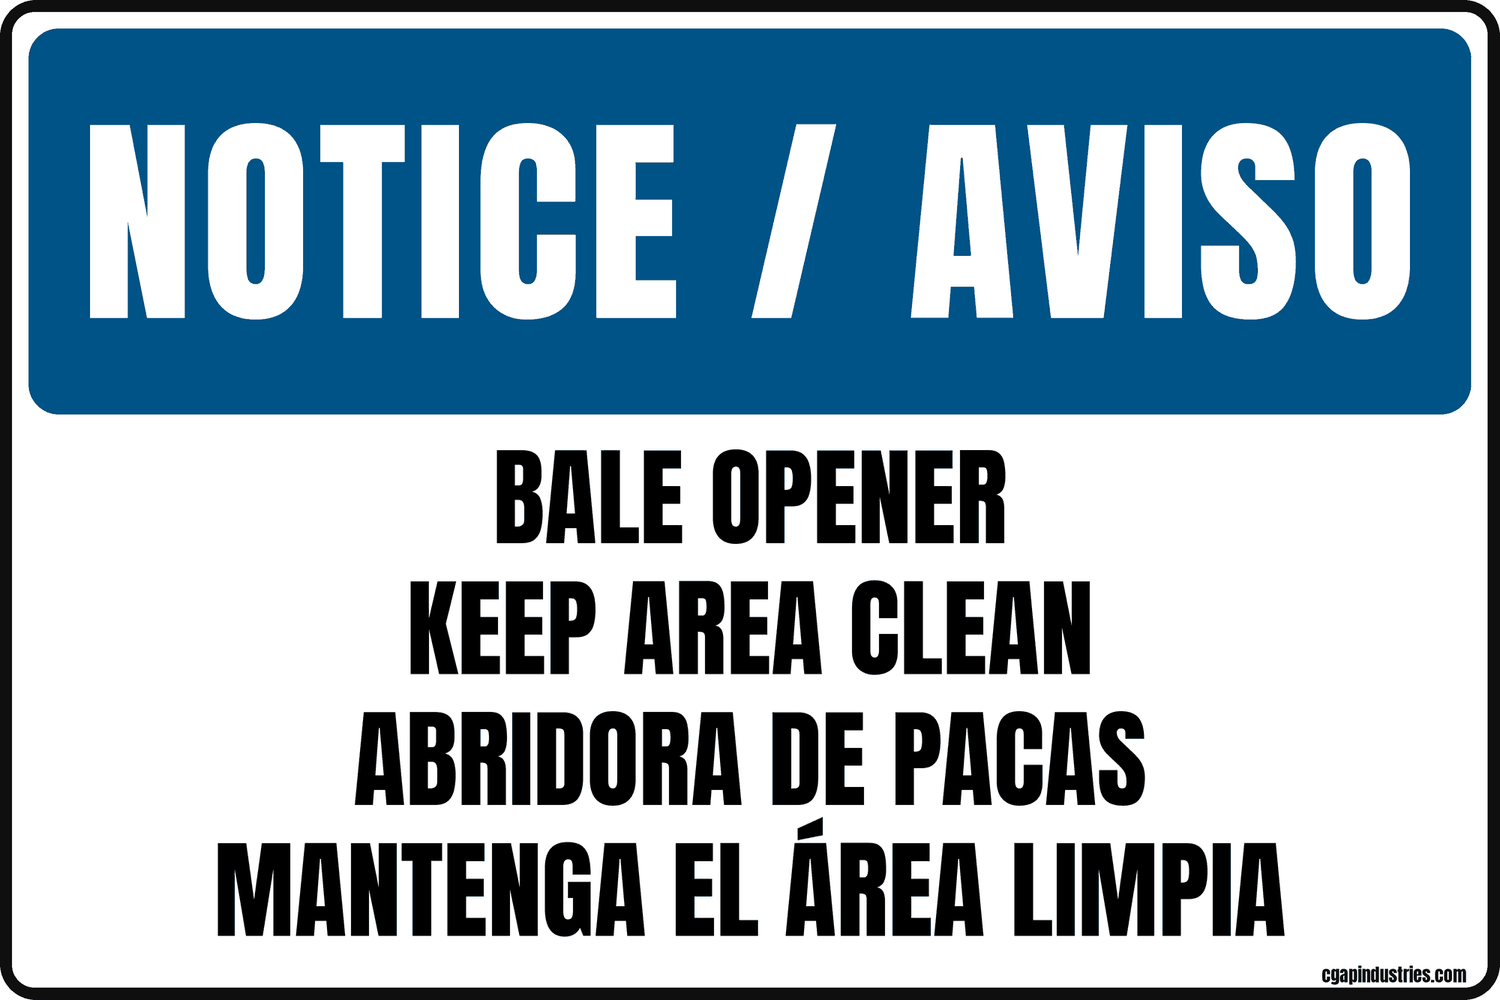 NOTICE / AVISO
BALE OPENER
KEEP AREA CLEAN
ABRIDORA DE PACAS
MANTENGA EL ÁREA LIMPIA
cgapindustries.com